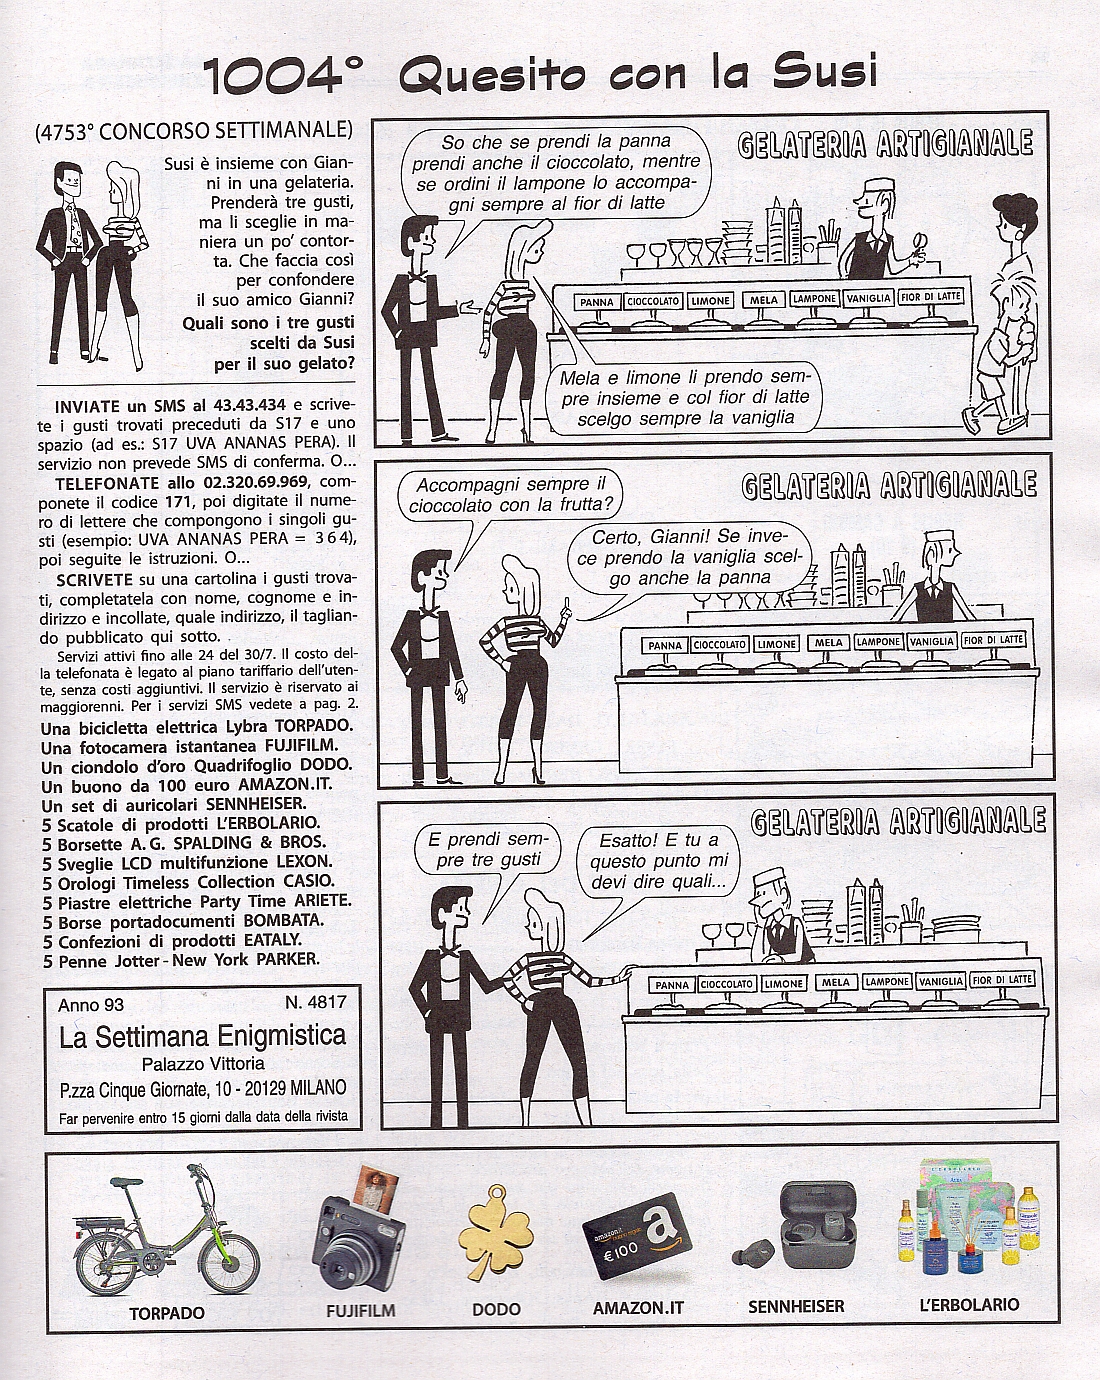 1004° Quesito con la Susi
(4753° CONCORSO SETTIMANALE)
Susi è insieme con Gian-
ni in una gelateria.
Prenderà tre gusti,
ma li sceglie in ma-
niera un po' contor-
ta. Che faccia così
per confondere
il suo amico Gianni?
Quali sono i tre gusti
scelti da Susi
per il suo gelato?
INVIATE un SMS al 43.43.434 e scrive-
te i gusti trovati preceduti da S17 e uno
spazio (ad es.: S17 UVA ANANAS PERA). Il
servizio non prevede SMS di conferma. O...
TELEFONATE allo 02.320.69.969, com-
ponete il codice 171, poi digitate il nume-
ro di lettere che compongono i singoli gu-
sti (esempio: UVA ANANAS PERA = 3 6 4),
poi seguite le istruzioni. O...
SCRIVETE su una cartolina i gusti trova-
ti, completatela con nome, cognome e in-
dirizzo e incollate, quale indirizzo, il taglian-
do pubblicato qui sotto.
Servizi attivi fino alle 24 del 30/7. Il costo del-
la telefonata è legato al piano tariffario dell'uten-
te, senza costi aggiuntivi. Il servizio è riservato ai
maggiorenni. Per i servizi SMS vedete a pag. 2.
Una bicicletta elettrica Lybra TORPADO.
Una fotocamera istantanea FUJIFILM.
Un ciondolo d'oro Quadrifoglio DODO.
Un buono da 100 euro AMAZON.IT.
Un set di auricolari SENNHEISER.
5 Scatole di prodotti L'ERBOLARIO.
5 Borsette A.G. SPALDING & BROS.
5 Sveglie LCD multifunzione LEXON.
5 Orologi Timeless Collection CASIO.
5 Piastre elettriche Party Time ARIETE.
5 Borse portadocumenti BOMBATA.
5 Confezioni di prodotti EATALY.
5 Penne Jotter - New York PARKER.
Anno 93 N. 4817
La Settimana Enigmistica
Palazzo Vittoria
P.zza Cinque Giornate, 10 - 20129 MILANO
Far pervenire entro 15 giorni dalla data della rivista
So che se prendi la panna
prendi anche il cioccolato, mentre
se ordini il lampone lo accompa-
gni sempre al fior di latte
GELATERIA ARTIGIANALE
PANNA CIOCCOLATO LIMONE MELA LAMPONE VANIGLIA FIOR DI LATTE
Mela e limone li prendo sem-
pre insieme e col fior di latte
scelgo sempre la vaniglia
GELATERIA ARTIGIANALE
Accompagni sempre il
cioccolato con la frutta?
Certo, Gianni! Se inve-
ce prendo la vaniglia scel-
go anche la panna
PANNA CIOCCOLATO LIMONE MELA LAMPONE VANIGLIA FIOR DI LATTE
GELATERIA ARTIGIANALE
E prendi sem-
pre tre gusti
Esatto! E tu a
questo punto mi
devi dire quali...
PANNA CIOCCOLATO LIMONE MELA LAMPONE VANIGLIA FIOR DI LATTE
amazon.it
a
€100
L'ERBOLARIO
TORPADO
FUJIFILM
DODO
AMAZON.IT
SENNHEISER
L'ERBOLARIO